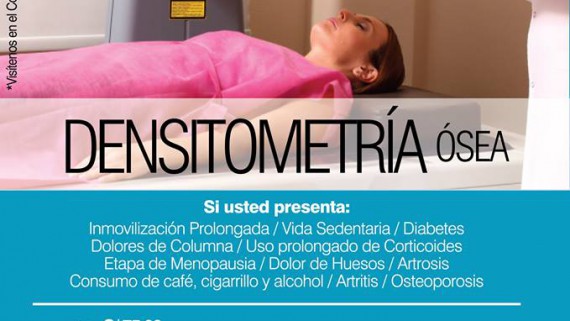 *Visítenos en el
DENSITOMETRÍA ÓSEA
Si usted presenta:
Inmovilización Prolongada / Vida Sedentaria / Diabetes
Dolores de Columna / Uso prolongado de Corticoides
Etapa de Menopausia / Dolor de Huesos / Artrosis
Consumo de café, cigarrillo y alcohol / Artritis / Osteoporosis